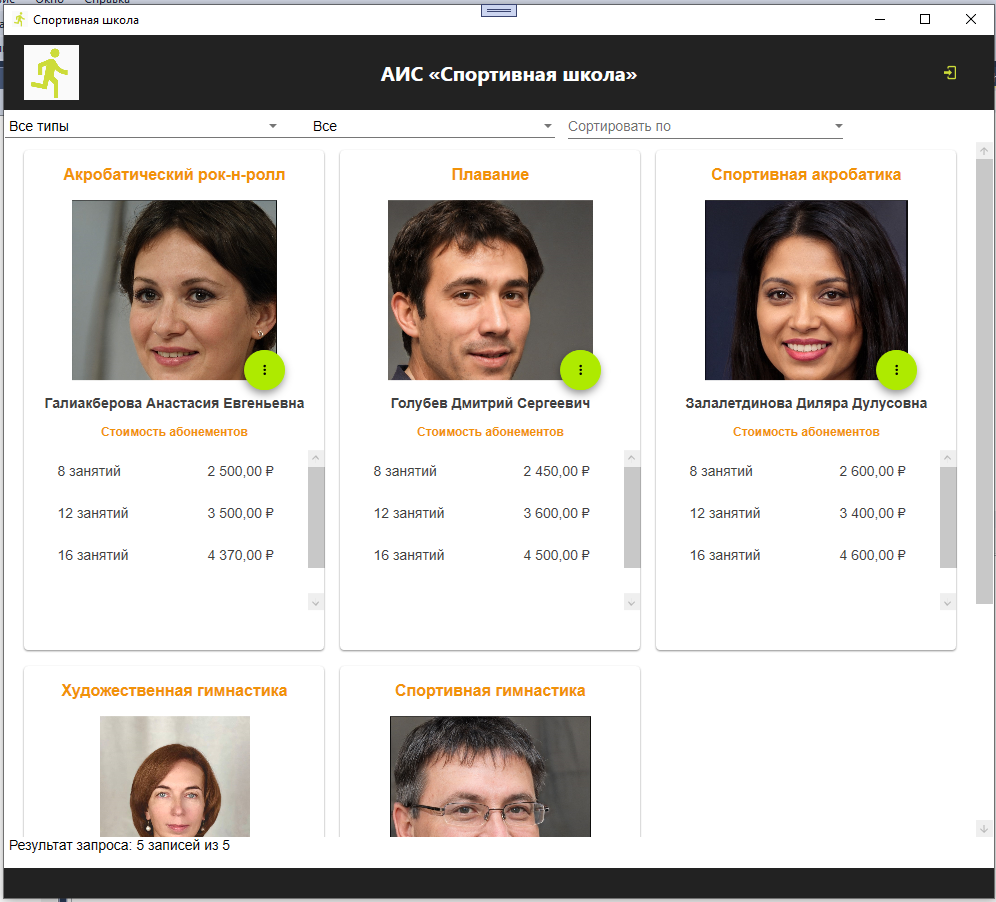 Окно Справка
Спортивная школа
АИС «Спортивная школа»
Все типы Все Сортировать по
Акробатический рок-н-ролл Плавание Спортивная акробатика
Галиакберова Анастасия Евгеньевна Голубев Дмитрий Сергеевич Залалетдинова Диляра Дулусовна
Стоимость абонементов Стоимость абонементов Стоимость абонементов
8 занятий 2 500,00 ₽ 8 занятий 2 450,00 ₽ 8 занятий 2 600,00 ₽
12 занятий 3 500,00 ₽ 12 занятий 3 600,00 ₽ 12 занятий 3 400,00 ₽
16 занятий 4 370,00 ₽ 16 занятий 4 500,00 ₽ 16 занятий 4 600,00 ₽
Художественная гимнастика Спортивная гимнастика
Результат запроса: 5 записей из 5